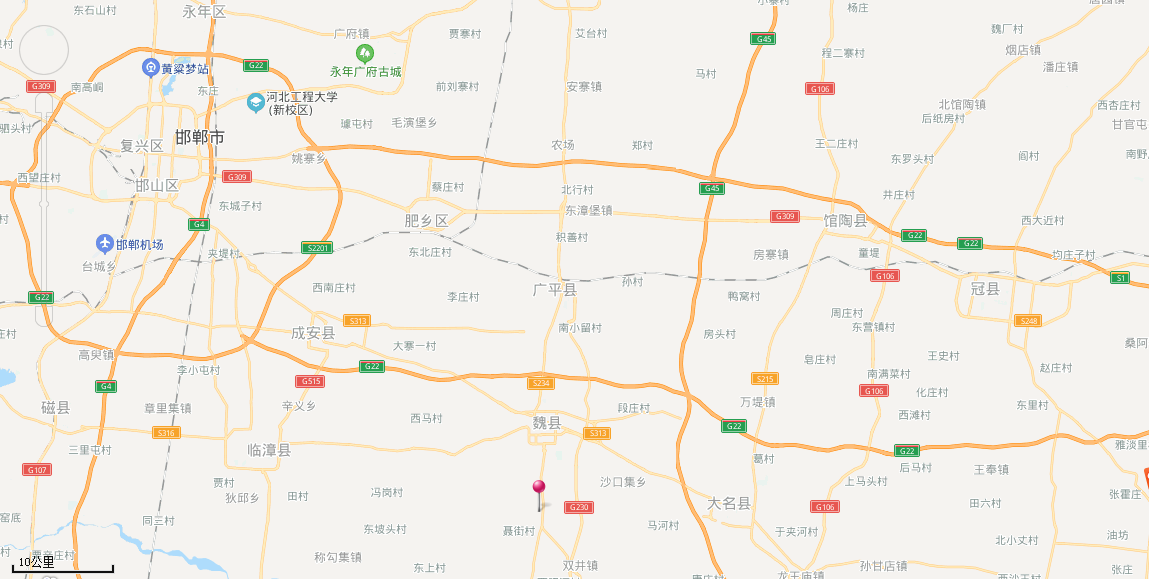 东石山村
永年区
广府镇
贾寨村
艾台村
杨庄
魏厂村
烟店镇
潘庄镇
程二寨村
G45
G22
黄粱梦站
永年广府古城
马村
安寨镇
前刘寨村
G309
南高峒
东庄
河北工程大学
(新校区)
G106
北馆陶镇
后纸房村
西杏庄村
甘官屯
邯郸市
复兴区
毛演堡乡
农场
郑村
王二庄村
东罗头村
阎村
姚寨乡
西望庄村
邯山区
G309
蔡庄村
北行村
G45
井庄村
东城子村
肥乡区
东漳堡镇
G309
馆陶县
西大近村
G4
积善村
G22
G22
邯郸机场
台城乡
夹堤村
S2201
东北庄村
房寨镇
童堤
均庄子村
G106
S1
西南庄村
李庄村
广平县
孙村
鸭窝村
冠县
G22
成安县
S313
南小留村
房头村
周庄村
东营镇村
S248
大寨一村
高臾镇
李小屯村
G22
G515
S234
皂庄村
王史村
赵庄村
桑阿
G4
S215
南满菜村
G106
化庄村
磁县
章里集镇
辛义乡
西马村
魏县
段庄村
万堤镇
西滩村
东里村
S316
S313
G22
三里屯村
临漳县
G22
G107
葛村
后马村
王奉镇
贾村
狄邱乡
田村
冯岗村
沙口集乡
上马头村
张霍庄
窑底
同三村
东坡头村
聂街村
G230
马河村
大名县
G106
田六村
于夹河村
北小丈村
油坊
10公里
称勾集镇
东上村
双井镇
龙王庙镇
孙甘店镇
张庄